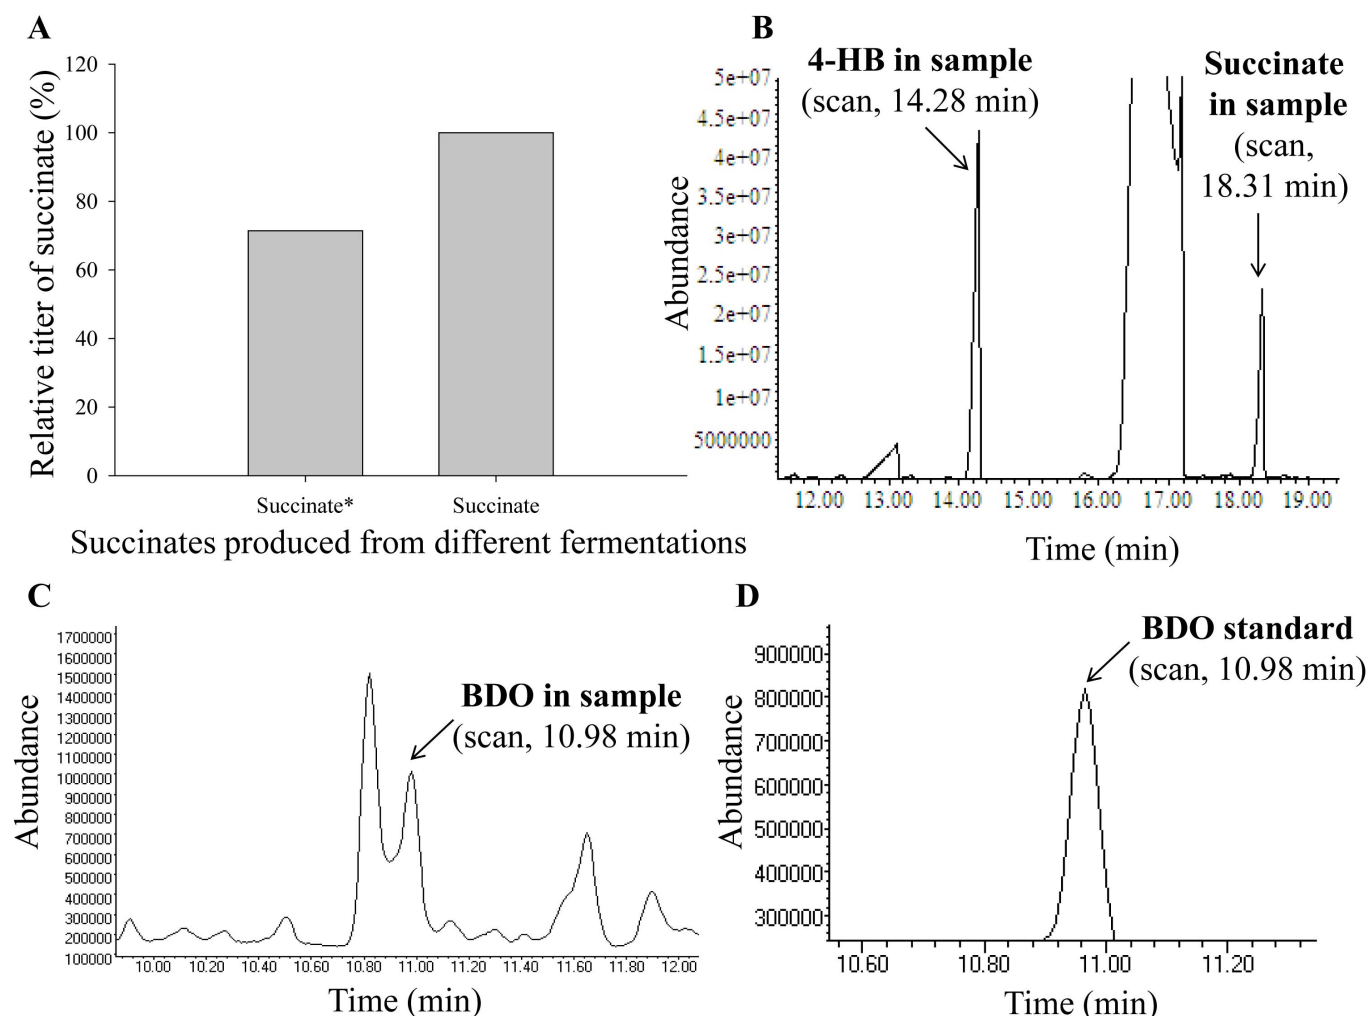 A
Relative titer of succinate (%)
120
100
80
60
40
20
0
Succinate*
Succinate
Succinates produced from different fermentations
B
4-HB in sample
(scan, 14.28 min)
Succinate
in sample
(scan,
18.31 min)
Abundance
5e+07
4.5e+07
4e+07
3.5e+07
3e+07
2.5e+07
2e+07
1.5e+07
1e+07
5000000
12.00 13.00 14.00 15.00 16.00 17.00 18.00 19.00
Time (min)
C
Abundance
1700000
1600000
1500000
1400000
1300000
1200000
1100000
1000000
900000
800000
700000
600000
500000
400000
300000
200000
100000
BDO in sample
(scan, 10.98 min)
10.00 10.20 10.40 10.60 10.80 11.00 11.20 11.40 11.60 11.80 12.00
Time (min)
D
BDO standard
(scan, 10.98 min)
Abundance
900000
800000
700000
600000
500000
400000
300000
10.60 10.80 11.00 11.20
Time (min)